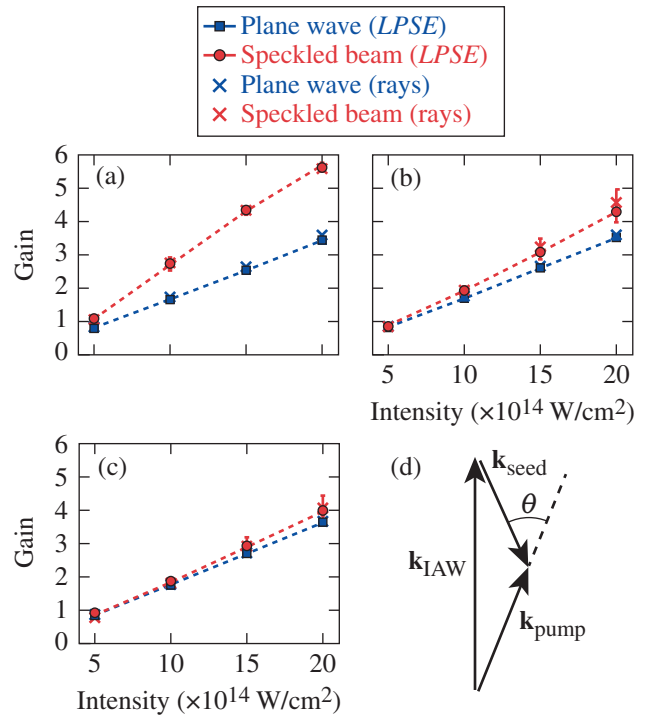 Plane wave (LPSE)
Speckled beam (LPSE)
Plane wave (rays)
Speckled beam (rays)
(a)
6
5
4
3
2
1
0
Gain
(b)
5 10 15 20
Intensity (×10¹⁴ W/cm²)
(c)
6
5
4
3
2
1
0
Gain
5 10 15 20
Intensity (×10¹⁴ W/cm²)
(d)
k_seed
θ
k_IAW
k_pump